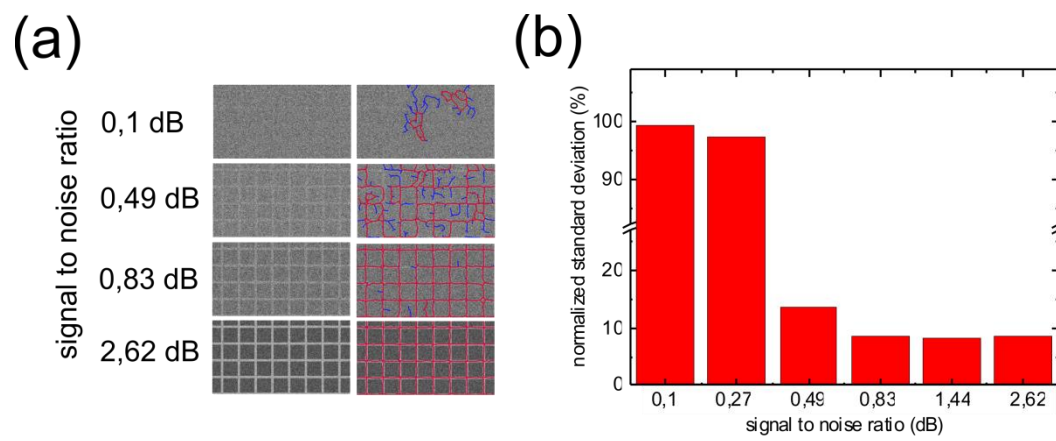 (a)
signal to noise ratio
0,1 dB
0,49 dB
0,83 dB
2,62 dB
(b)
normalized standard deviation (%)
100
90
20
10
0
0,1 0,27 0,49 0,83 1,44 2,62
signal to noise ratio (dB)